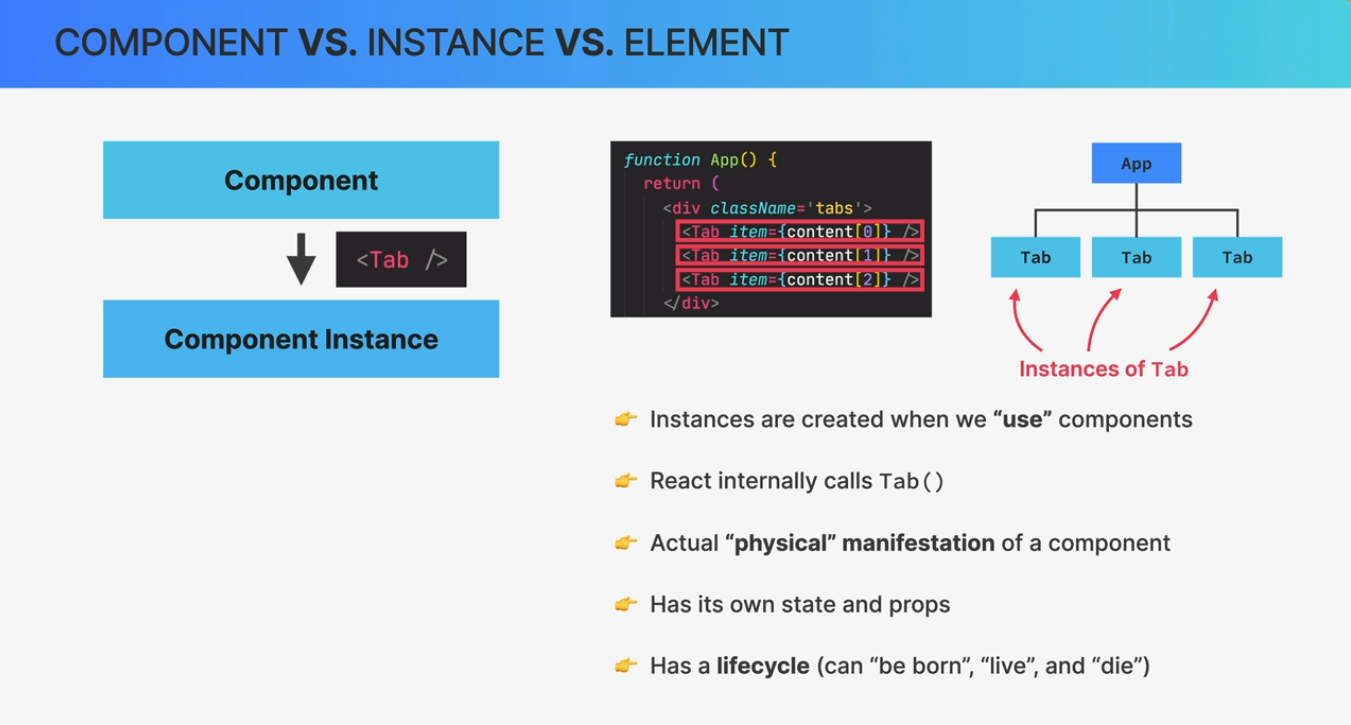 COMPONENT VS. INSTANCE VS. ELEMENT
Component
<Tab />
Component Instance
function App() {
return (
<div className='tabs'>
<Tab item={content[0]} />
<Tab item={content[1]} />
<Tab item={content[2]} />
</div>
App
Tab Tab Tab
Instances of Tab
👉 Instances are created when we “use” components
👉 React internally calls Tab()
👉 Actual “physical” manifestation of a component
👉 Has its own state and props
👉 Has a lifecycle (can “be born”, “live”, and “die”)